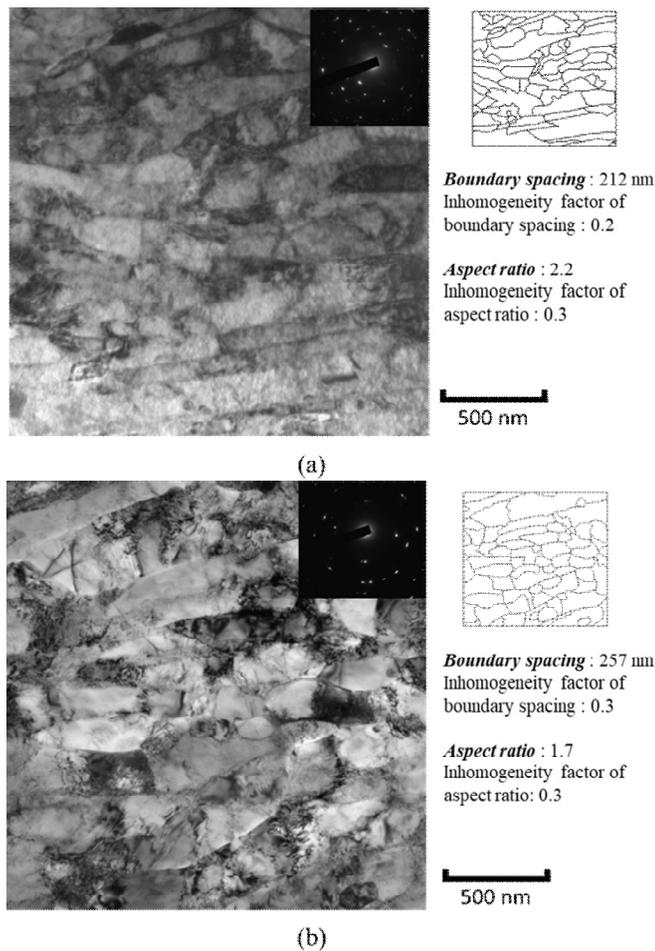 Boundary spacing : 212 nm
Inhomogeneity factor of
boundary spacing : 0.2
Aspect ratio : 2.2
Inhomogeneity factor of
aspect ratio : 0.3
500 nm
(a)
Boundary spacing : 257 nm
Inhomogeneity factor of
boundary spacing : 0.3
Aspect ratio : 1.7
Inhomogeneity factor of
aspect ratio: 0.3
500 nm
(b)